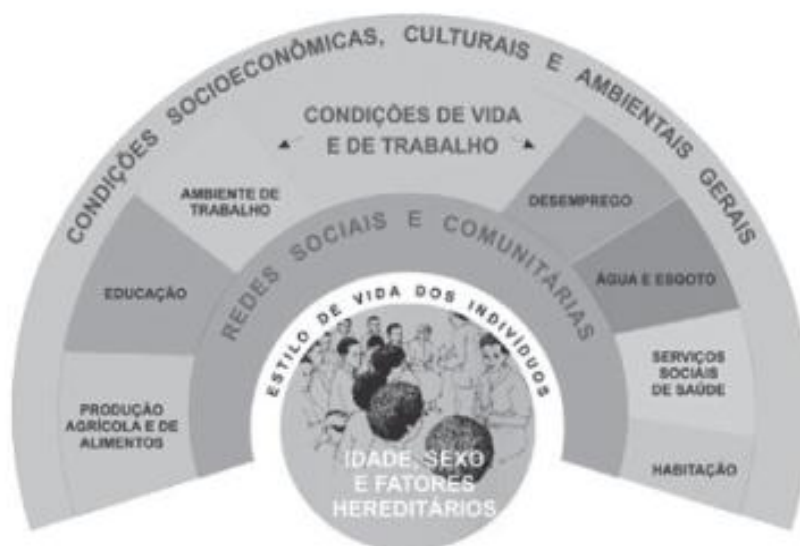 CONDIÇÕES SOCIOECONÔMICAS, CULTURAIS E AMBIENTAIS GERAIS
CONDIÇÕES DE VIDA
E DE TRABALHO
AMBIENTE DE
TRABALHO
DESEMPREGO
REDES SOCIAIS E COMUNITÁRIAS
EDUCAÇÃO
ÁGUA E ESGOTO
ESTILO DE VIDA DOS INDIVÍDUOS
SERVIÇOS
SOCIAIS
DE SAÚDE
PRODUÇÃO
AGRÍCOLA E DE
ALIMENTOS
HABITAÇÃO
IDADE, SEXO
E FATORES
HEREDITÁRIOS